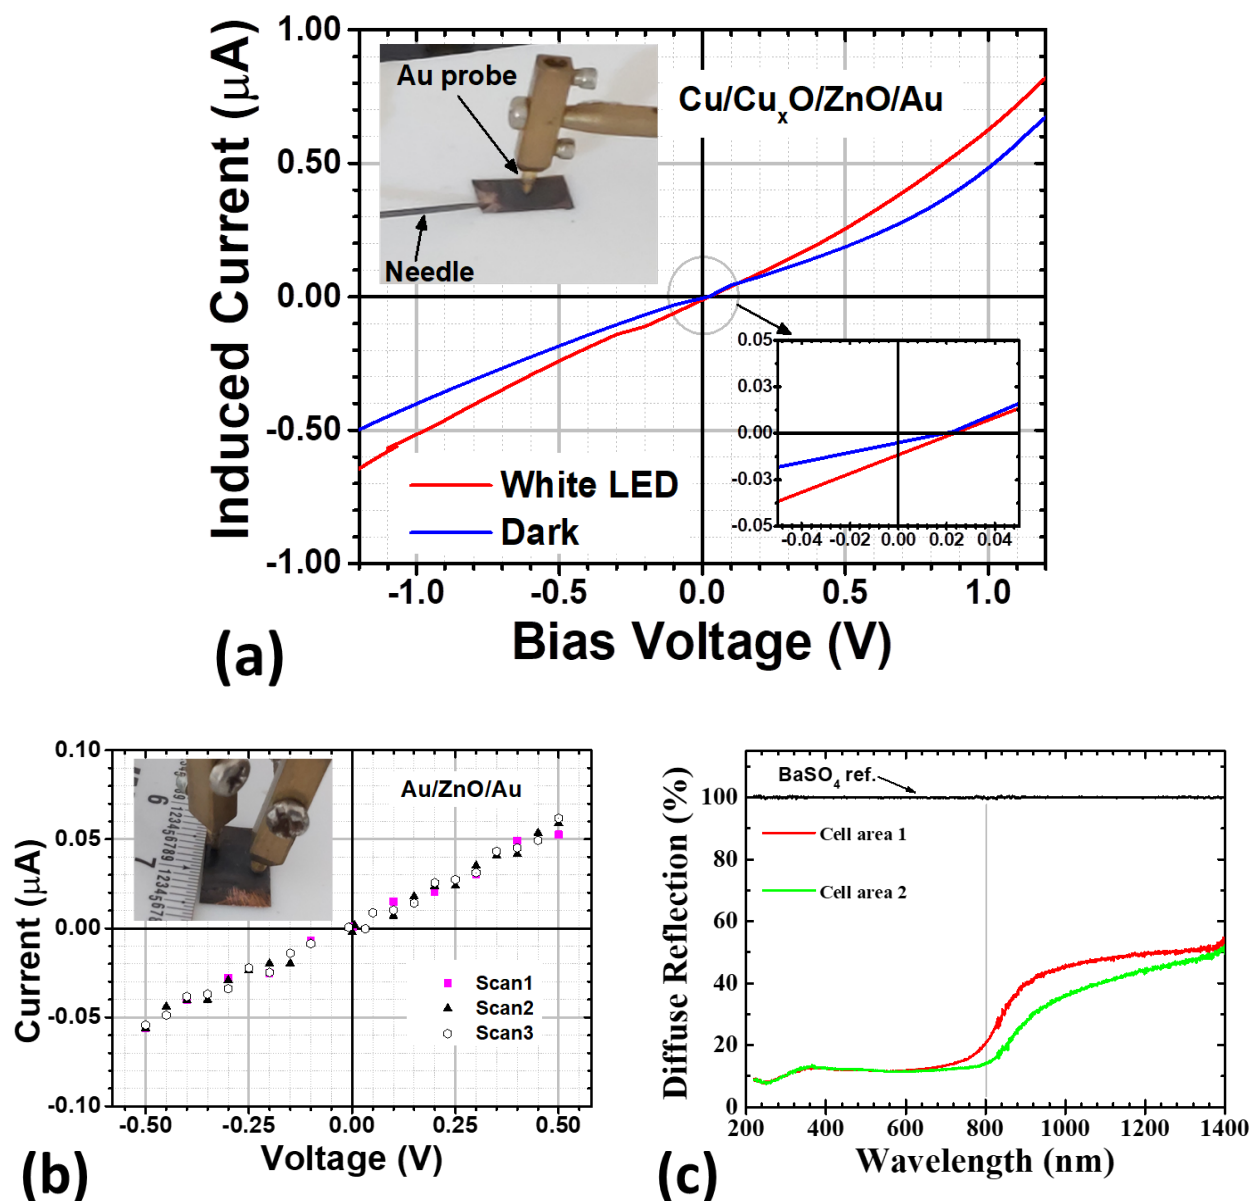 1.00
0.50
0.00
-0.50
-1.00
Induced Current (μA)
Au probe
Needle
Cu/CuxO/ZnO/Au
0.05
0.03
0.00
-0.03
-0.05
-0.04 -0.02 0.00 0.02 0.04
White LED
Dark
-1.0 -0.5 0.0 0.5 1.0
Bias Voltage (V)
(a)
0.10
0.05
0.00
-0.05
-0.10
Current (μA)
6
7
Au/ZnO/Au
Scan1
Scan2
Scan3
-0.50 -0.25 0.00 0.25 0.50
Voltage (V)
(b)
100
80
60
40
20
0
Diffuse Reflection (%)
BaSO4 ref.
Cell area 1
Cell area 2
200 400 600 800 1000 1200 1400
Wavelength (nm)
(c)